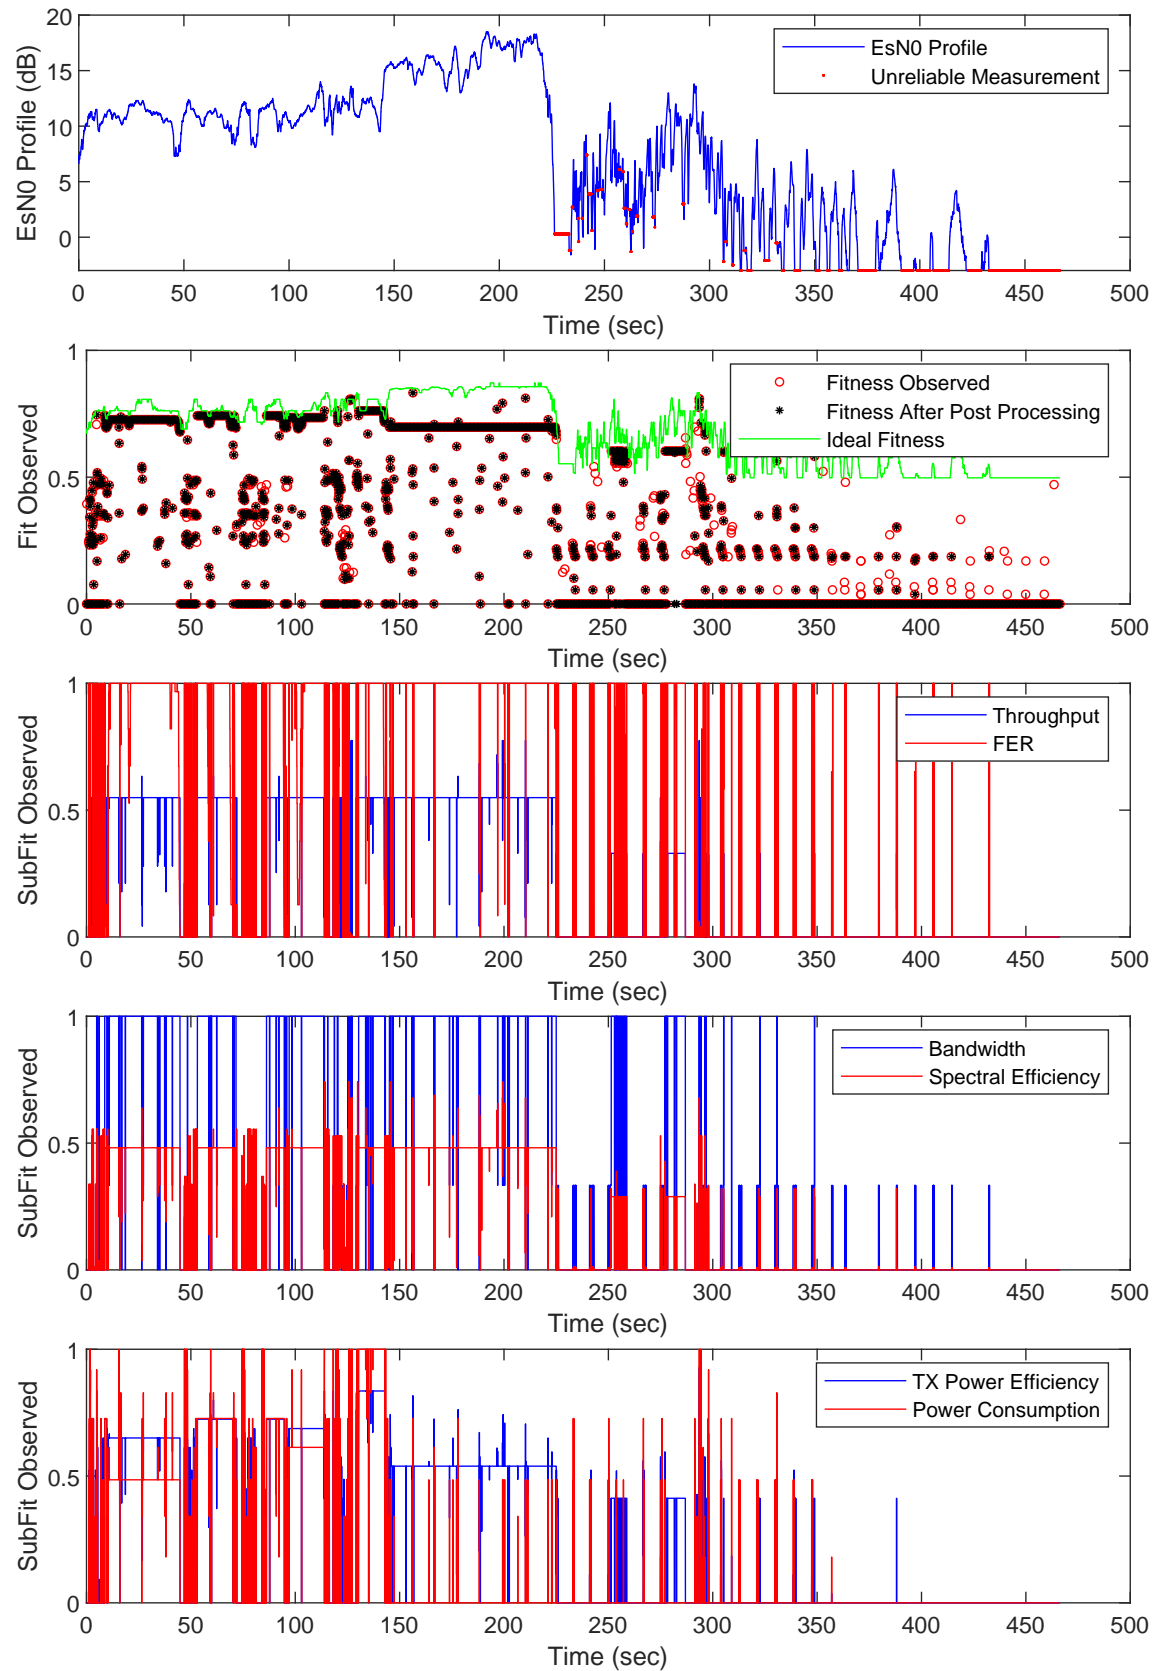 20
15
10
5
0
EsN0 Profile (dB)
EsN0 Profile
Unreliable Measurement
0 50 100 150 200 250 300 350 400 450 500
Time (sec)
1
0.5
0
Fit Observed
Fitness Observed
Fitness After Post Processing
Ideal Fitness
0 50 100 150 200 250 300 350 400 450 500
Time (sec)
1
0.5
0
SubFit Observed
Throughput
FER
0 50 100 150 200 250 300 350 400 450 500
Time (sec)
1
0.5
0
SubFit Observed
Bandwidth
Spectral Efficiency
0 50 100 150 200 250 300 350 400 450 500
Time (sec)
1
0.5
0
SubFit Observed
TX Power Efficiency
Power Consumption
0 50 100 150 200 250 300 350 400 450 500
Time (sec)